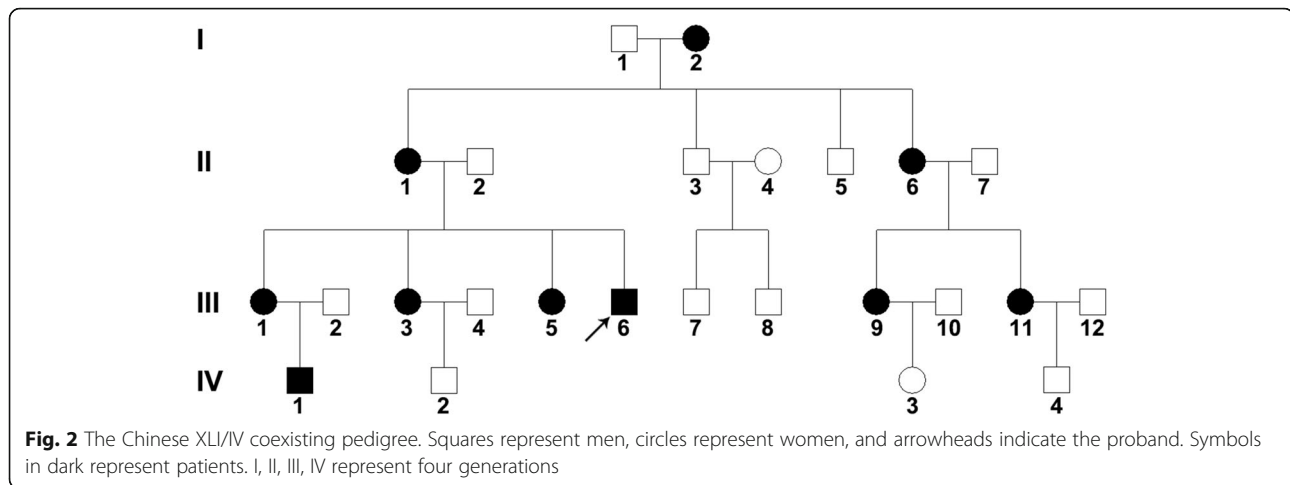 I
1 2
II
1 2 3 4 5 6 7
III
1 2 3 4 5 6 7 8 9 10 11 12
IV
1 2 3 4
Fig. 2 The Chinese XLI/IV coexisting pedigree. Squares represent men, circles represent women, and arrowheads indicate the proband. Symbols
in dark represent patients. I, II, III, IV represent four generations